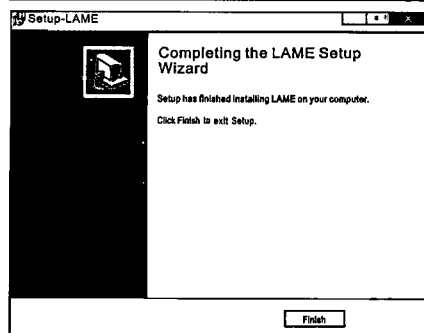 Setup-LAME
Completing the LAME Setup
Wizard
Setup has finished installing LAME on your computer.
Click Finish to exit Setup.
Finish